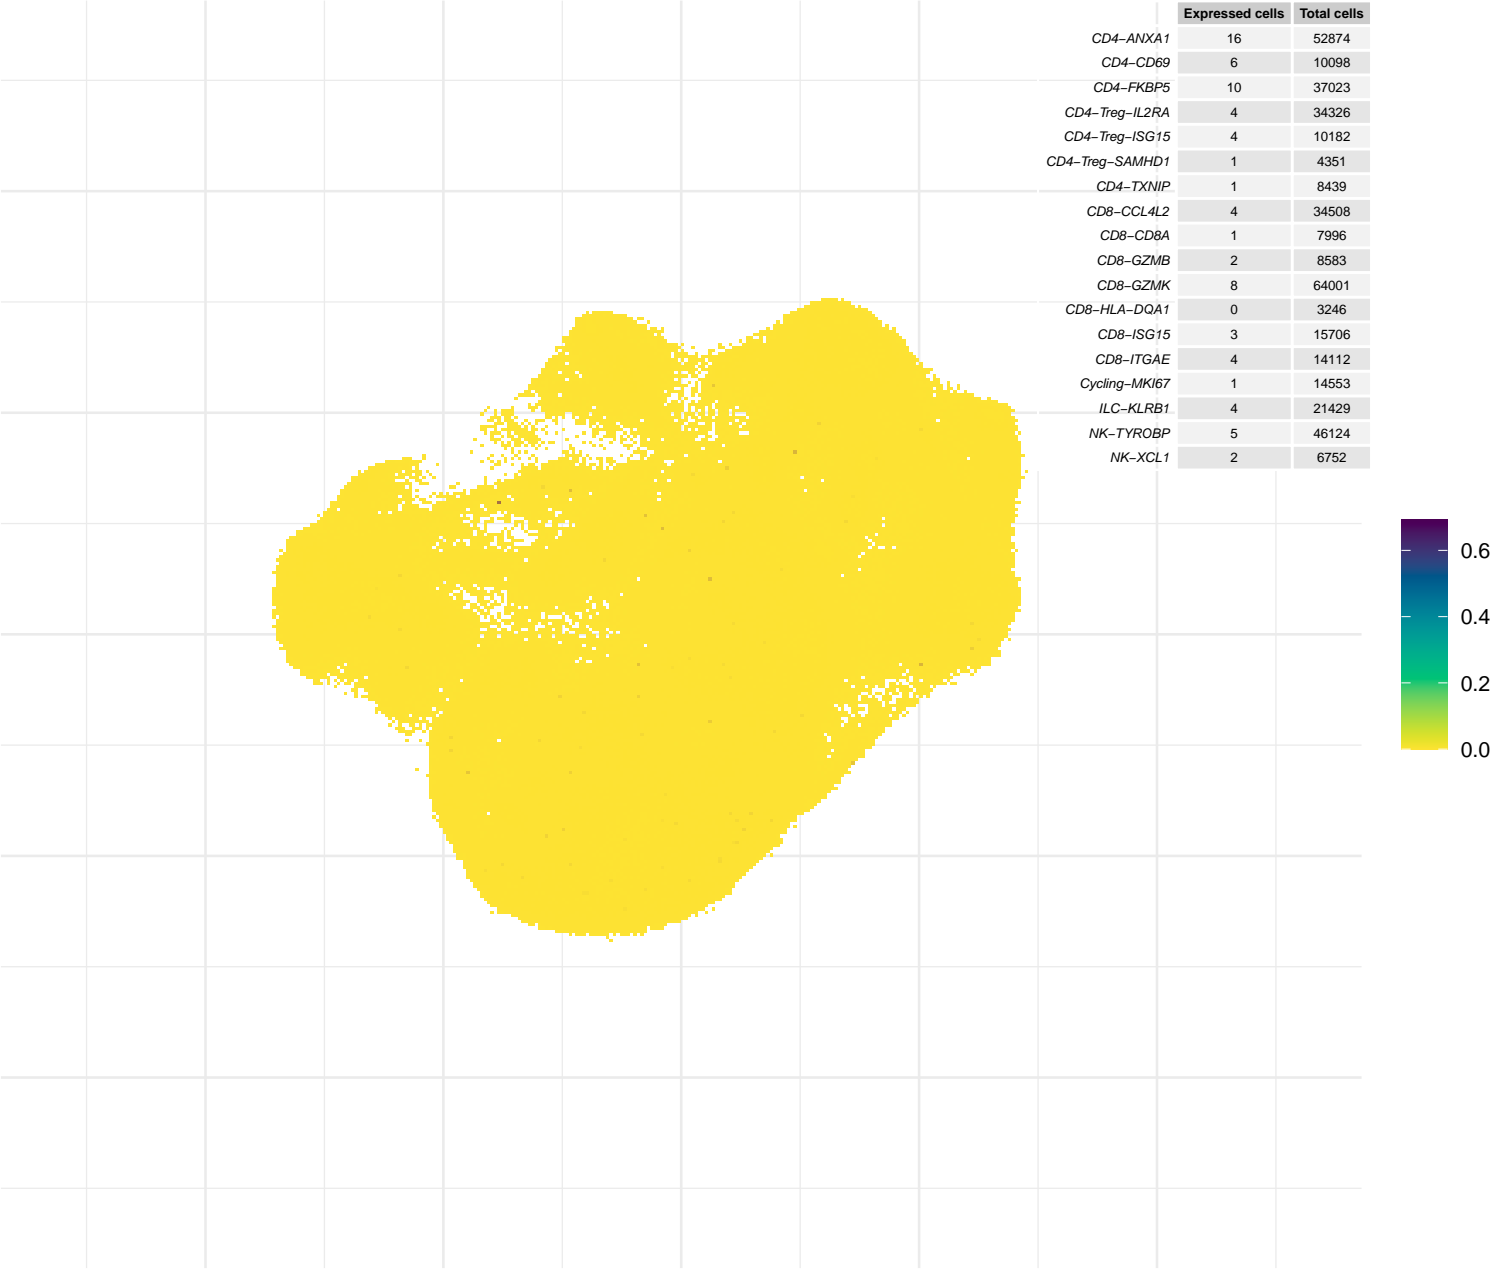 Expressed cells Total cells
CD4−ANXA1 16 52874
CD4−CD69 6 10098
CD4−FKBP5 10 37023
CD4−Treg−IL2RA 4 34326
CD4−Treg−ISG15 4 10182
CD4−Treg−SAMHD1 1 4351
CD4−TXNIP 1 8439
CD8−CCL4L2 4 34508
CD8−CD8A 1 7996
CD8−GZMB 2 8583
CD8−GZMK 8 64001
CD8−HLA−DQA1 0 3246
CD8−ISG15 3 15706
CD8−ITGAE 4 14112
Cycling−MKI67 1 14553
ILC−KLRB1 4 21429
NK−TYROBP 5 46124
NK−XCL1 2 6752
0.6
0.4
0.2
0.0